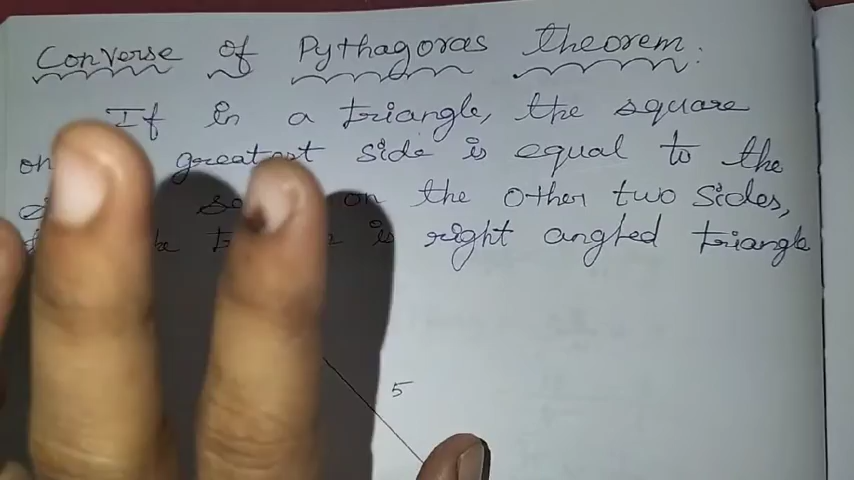 Converse of Pythagoras theorem.
If in a triangle, the square
on greatest side is equal to the
on the other two sides,
is right angled triangle
5